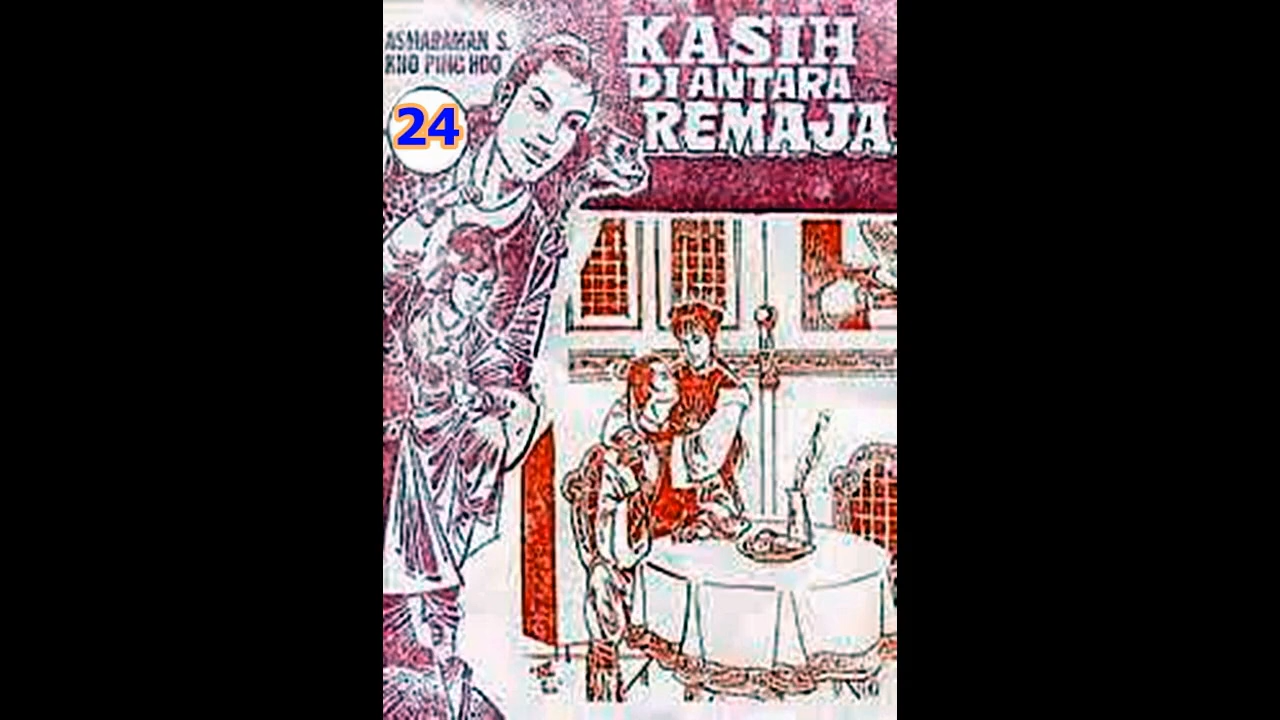 ASMARAMAN S.
KHO PING HOO
24
KASIH
DI ANTARA
REMAJA